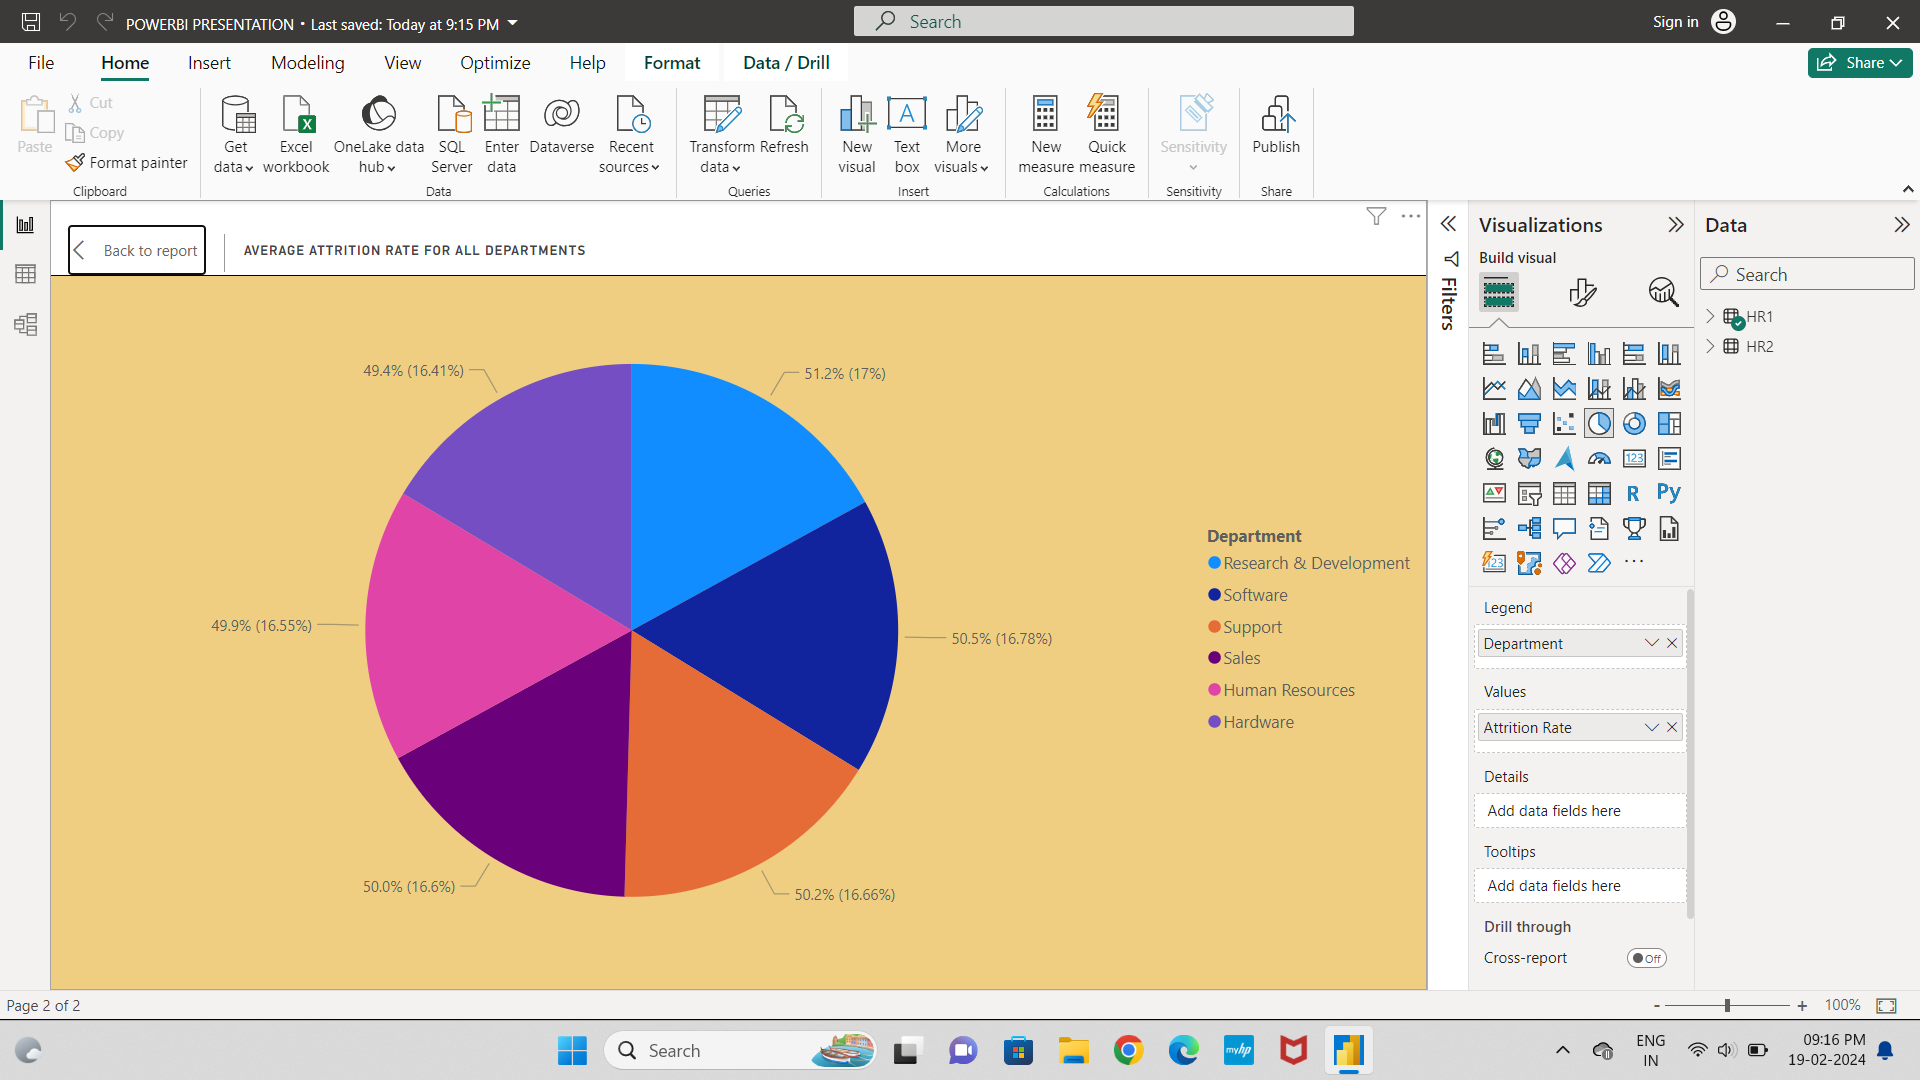 POWERBI PRESENTATION • Last saved: Today at 9:15 PM
Search
Sign in
File Home Insert Modeling View Optimize Help Format Data / Drill
Share
Paste
Cut
Copy
Format painter
Clipboard
Get data
Excel workbook
OneLake data hub
SQL Server
Enter data
Dataverse
Recent sources
Data
Transform data
Refresh
Queries
New visual
A
Text box
More visuals
Insert
New measure
Quick measure
Calculations
Sensitivity
Sensitivity
Publish
Share
Back to report
AVERAGE ATTRITION RATE FOR ALL DEPARTMENTS
49.4% (16.41%)
51.2% (17%)
49.9% (16.55%)
50.5% (16.78%)
50.0% (16.6%)
50.2% (16.66%)
Department
Research & Development
Software
Support
Sales
Human Resources
Hardware
Filters
Visualizations
Build visual
123
R
Py
123
Legend
Department
Values
Attrition Rate
Details
Add data fields here
Tooltips
Add data fields here
Drill through
Cross-report
Off
Data
Search
HR1
HR2
Page 2 of 2
- + 100%
Search
myhp
ENG
IN
09:16 PM
19-02-2024